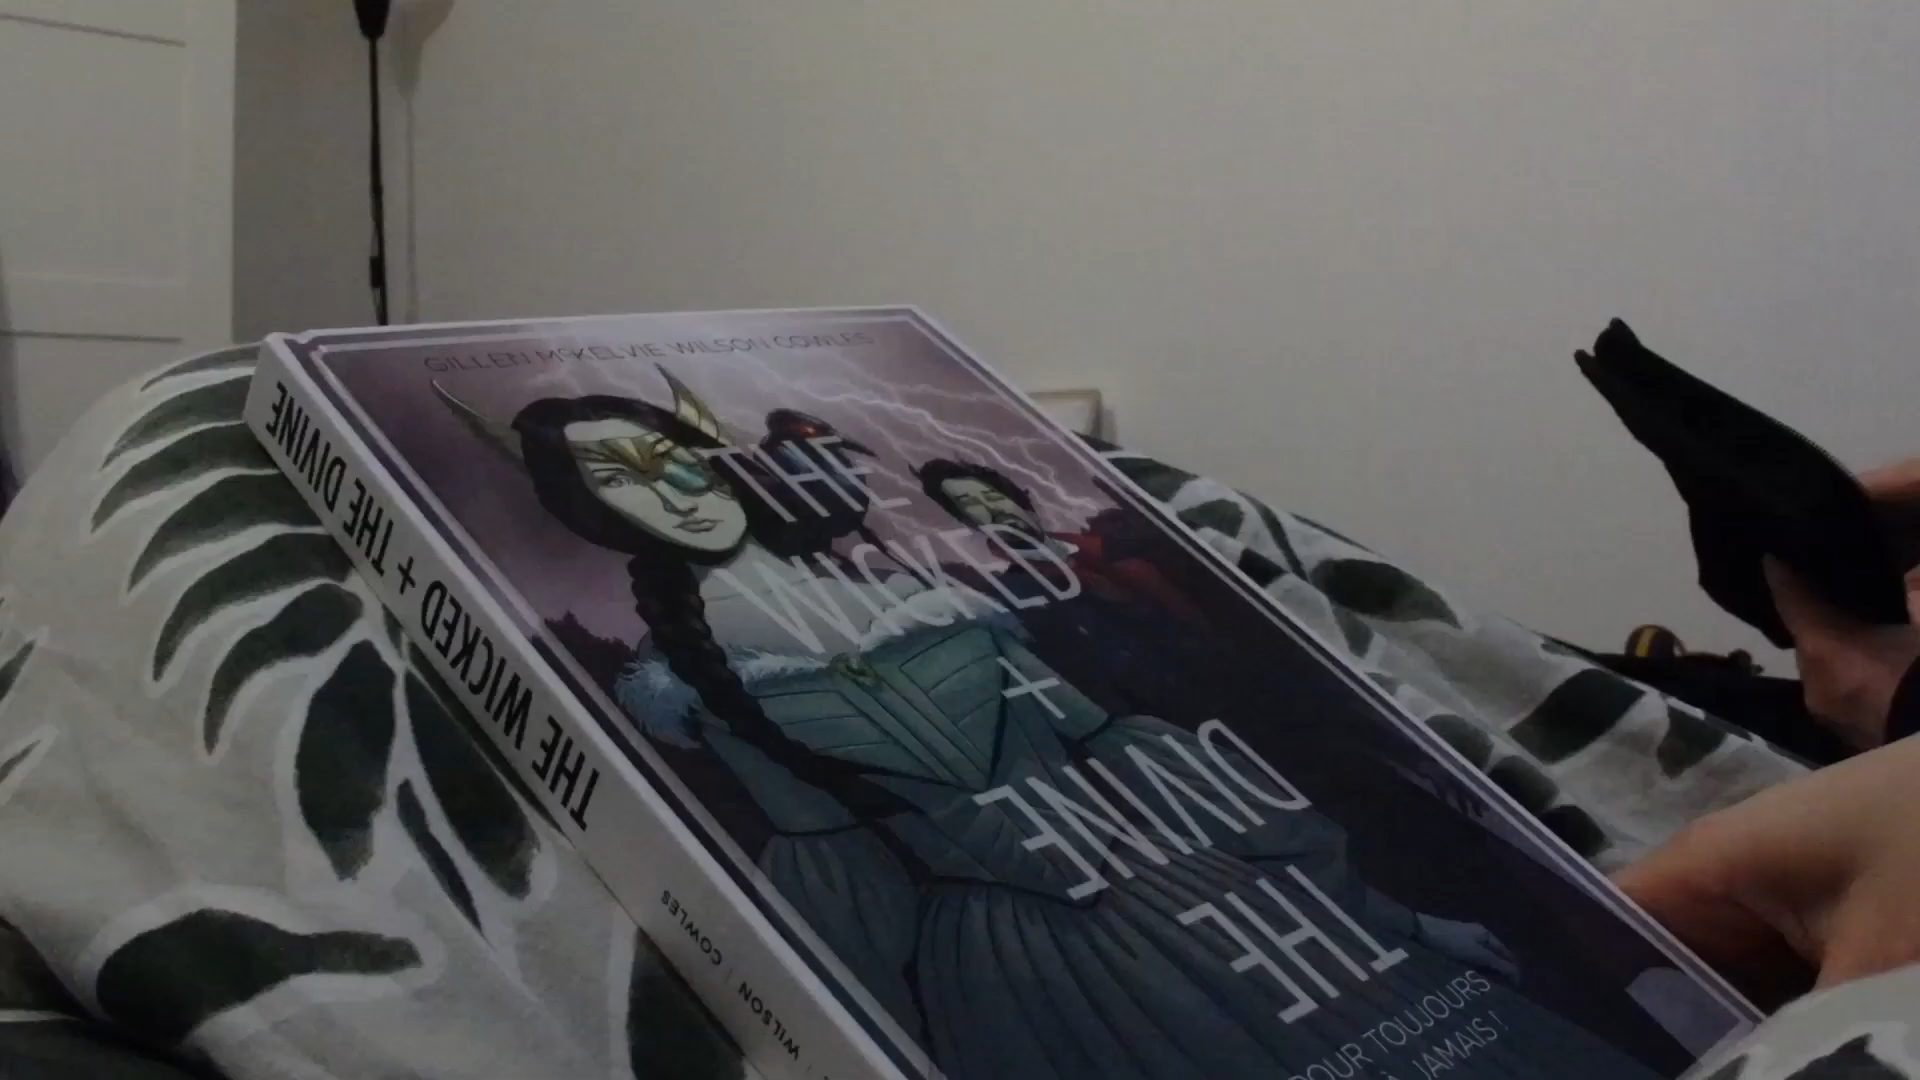 GILLEN McKELVIE WILSON COWLES
THE
WICKED
+
THE
DIVINE
POUR TOUJOURS
À JAMAIS !
THE WICKED + THE DIVINE
WILSON | COWLES